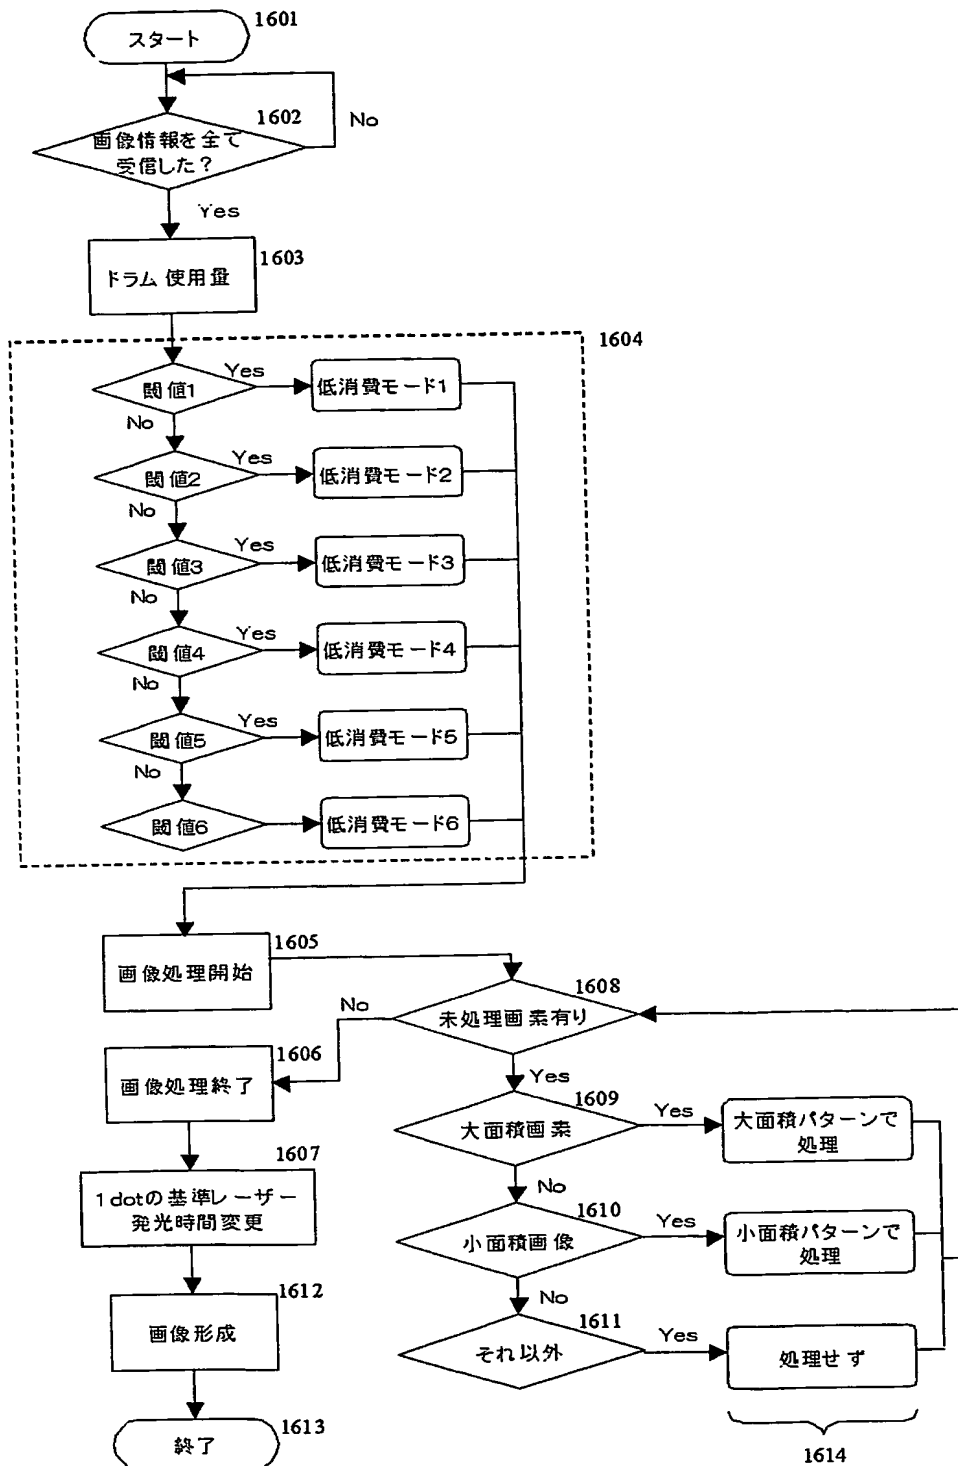 1601
スタート
1602
No
画像情報を全て
受信した？
Yes
1603
ドラム使用量
1604
閾値1
Yes
低消費モード1
No
閾値2
Yes
低消費モード2
No
閾値3
Yes
低消費モード3
No
閾値4
Yes
低消費モード4
No
閾値5
Yes
低消費モード5
No
閾値6
低消費モード6
1605
画像処理開始
1608
未処理画素有り
No
Yes
1606
画像処理終了
1609
大面積画素
Yes
大面積パターンで
処理
No
1607
1dotの基準レーザー
発光時間変更
1610
小面積画像
Yes
小面積パターンで
処理
No
1612
画像形成
1611
それ以外
Yes
処理せず
1613
終了
1614